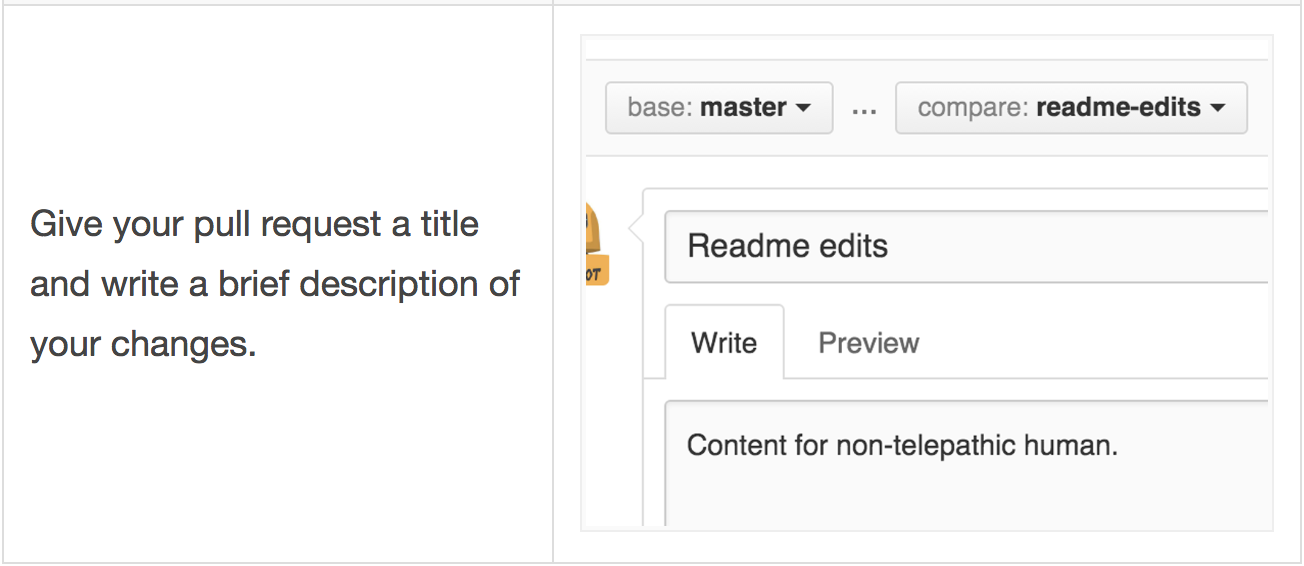 Give your pull request a title
and write a brief description of
your changes.
base: master ... compare: readme-edits
OT
Readme edits
Write Preview
Content for non-telepathic human.